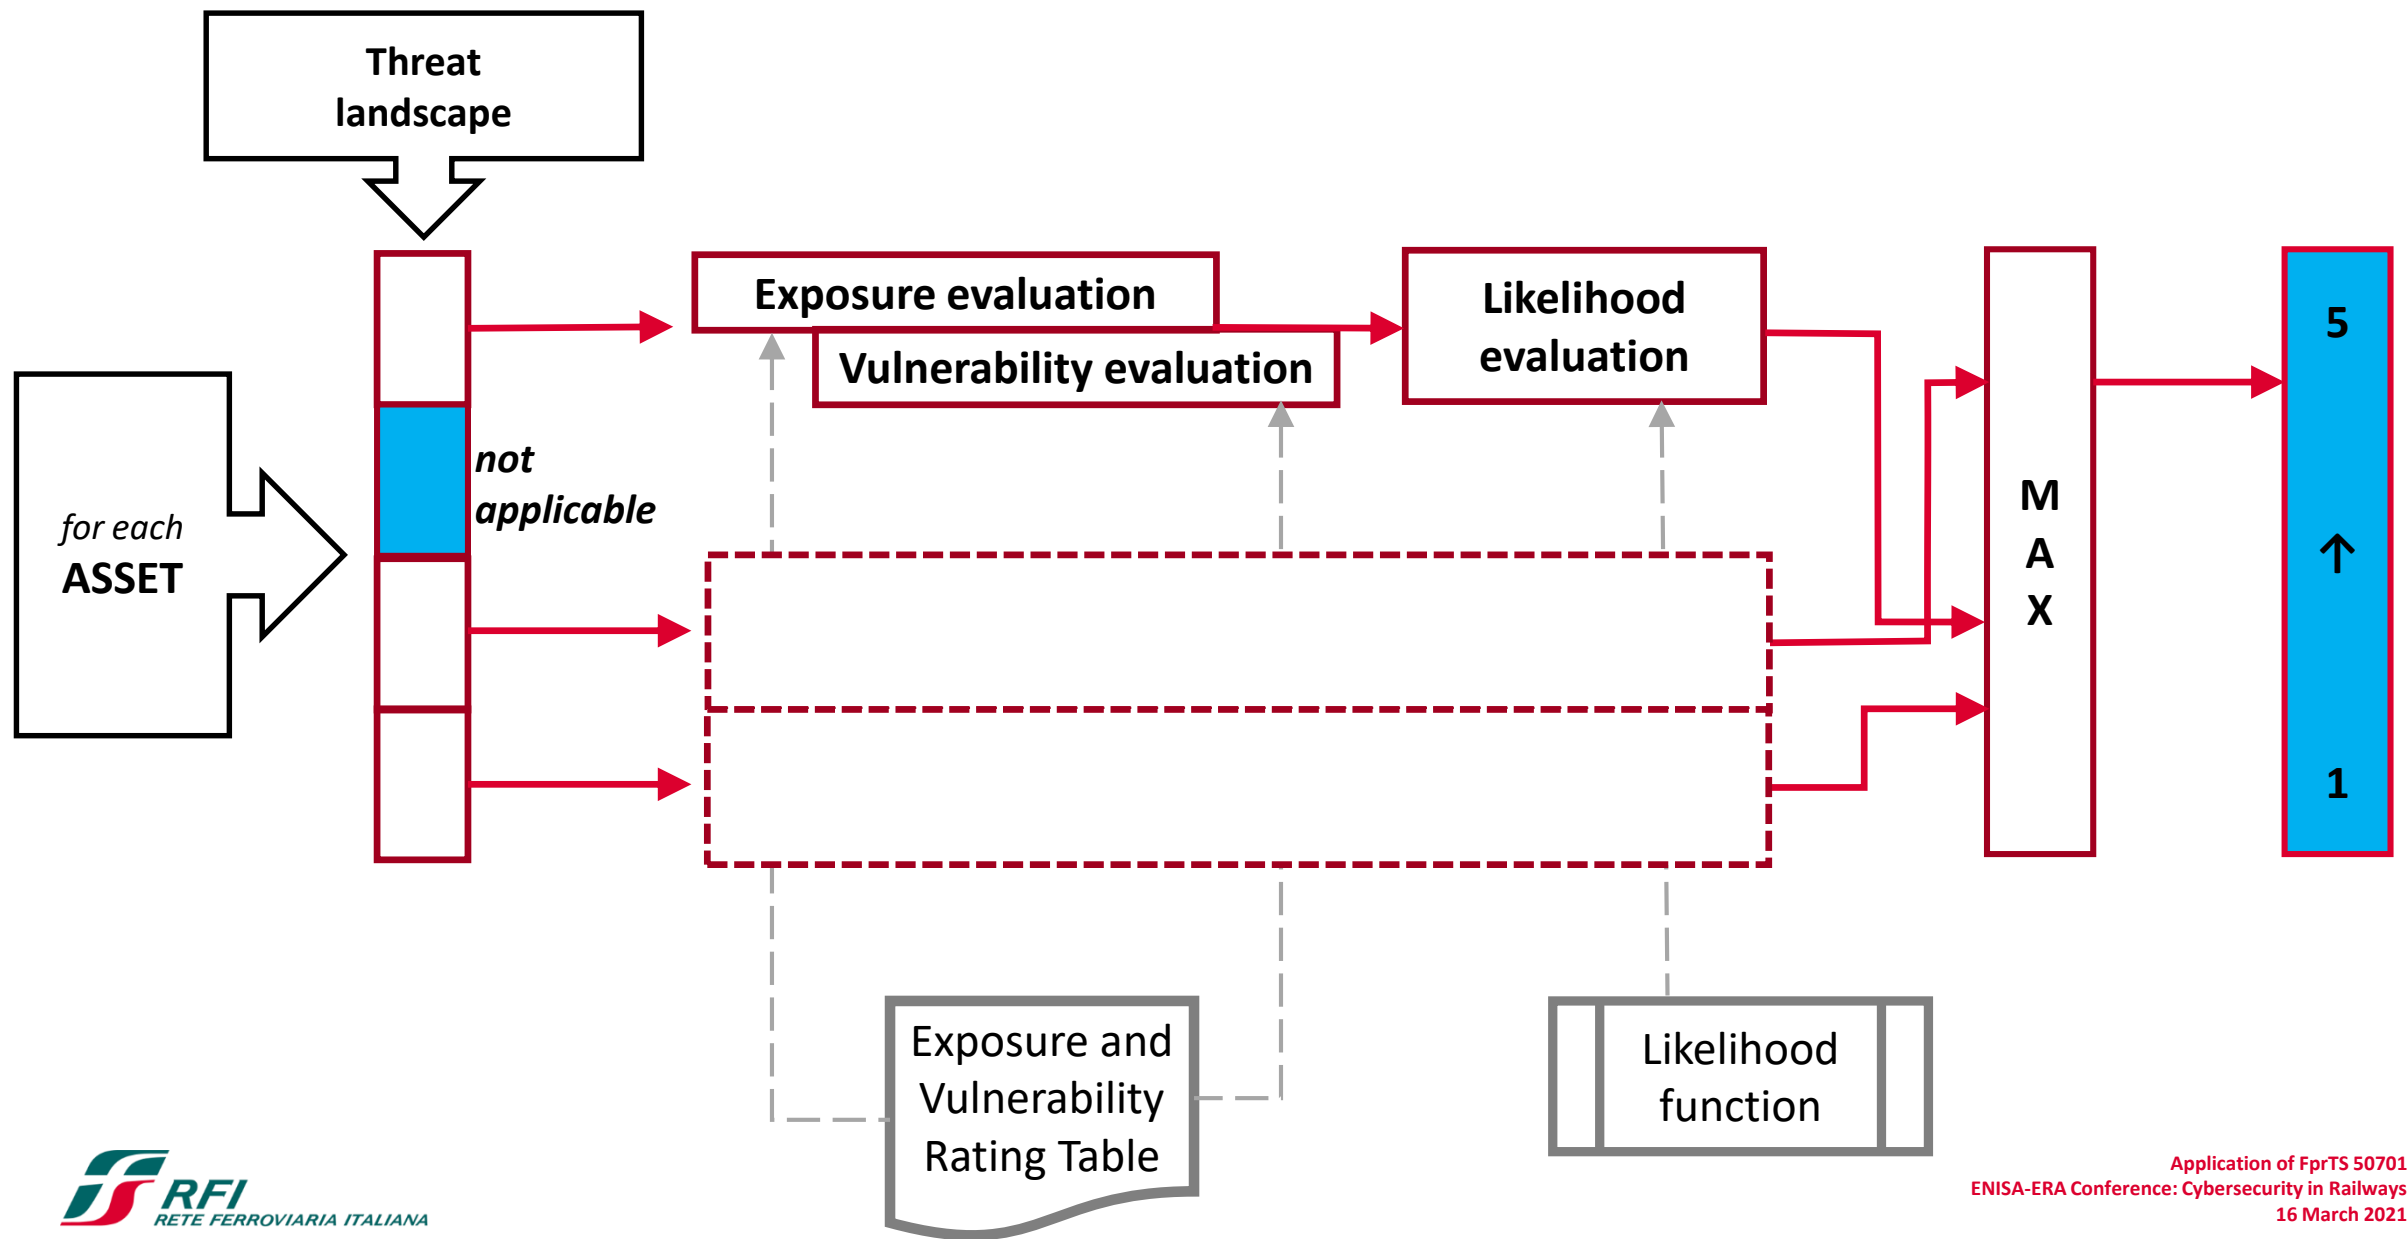 Threat
landscape
Exposure evaluation
Vulnerability evaluation
Likelihood
evaluation
5
not
applicable
for each
ASSET
M
A
X
↑
1
Exposure and
Vulnerability
Rating Table
Likelihood
function
RFI
RETE FERROVIARIA ITALIANA
Application of FprTS 50701
ENISA-ERA Conference: Cybersecurity in Railways
16 March 2021